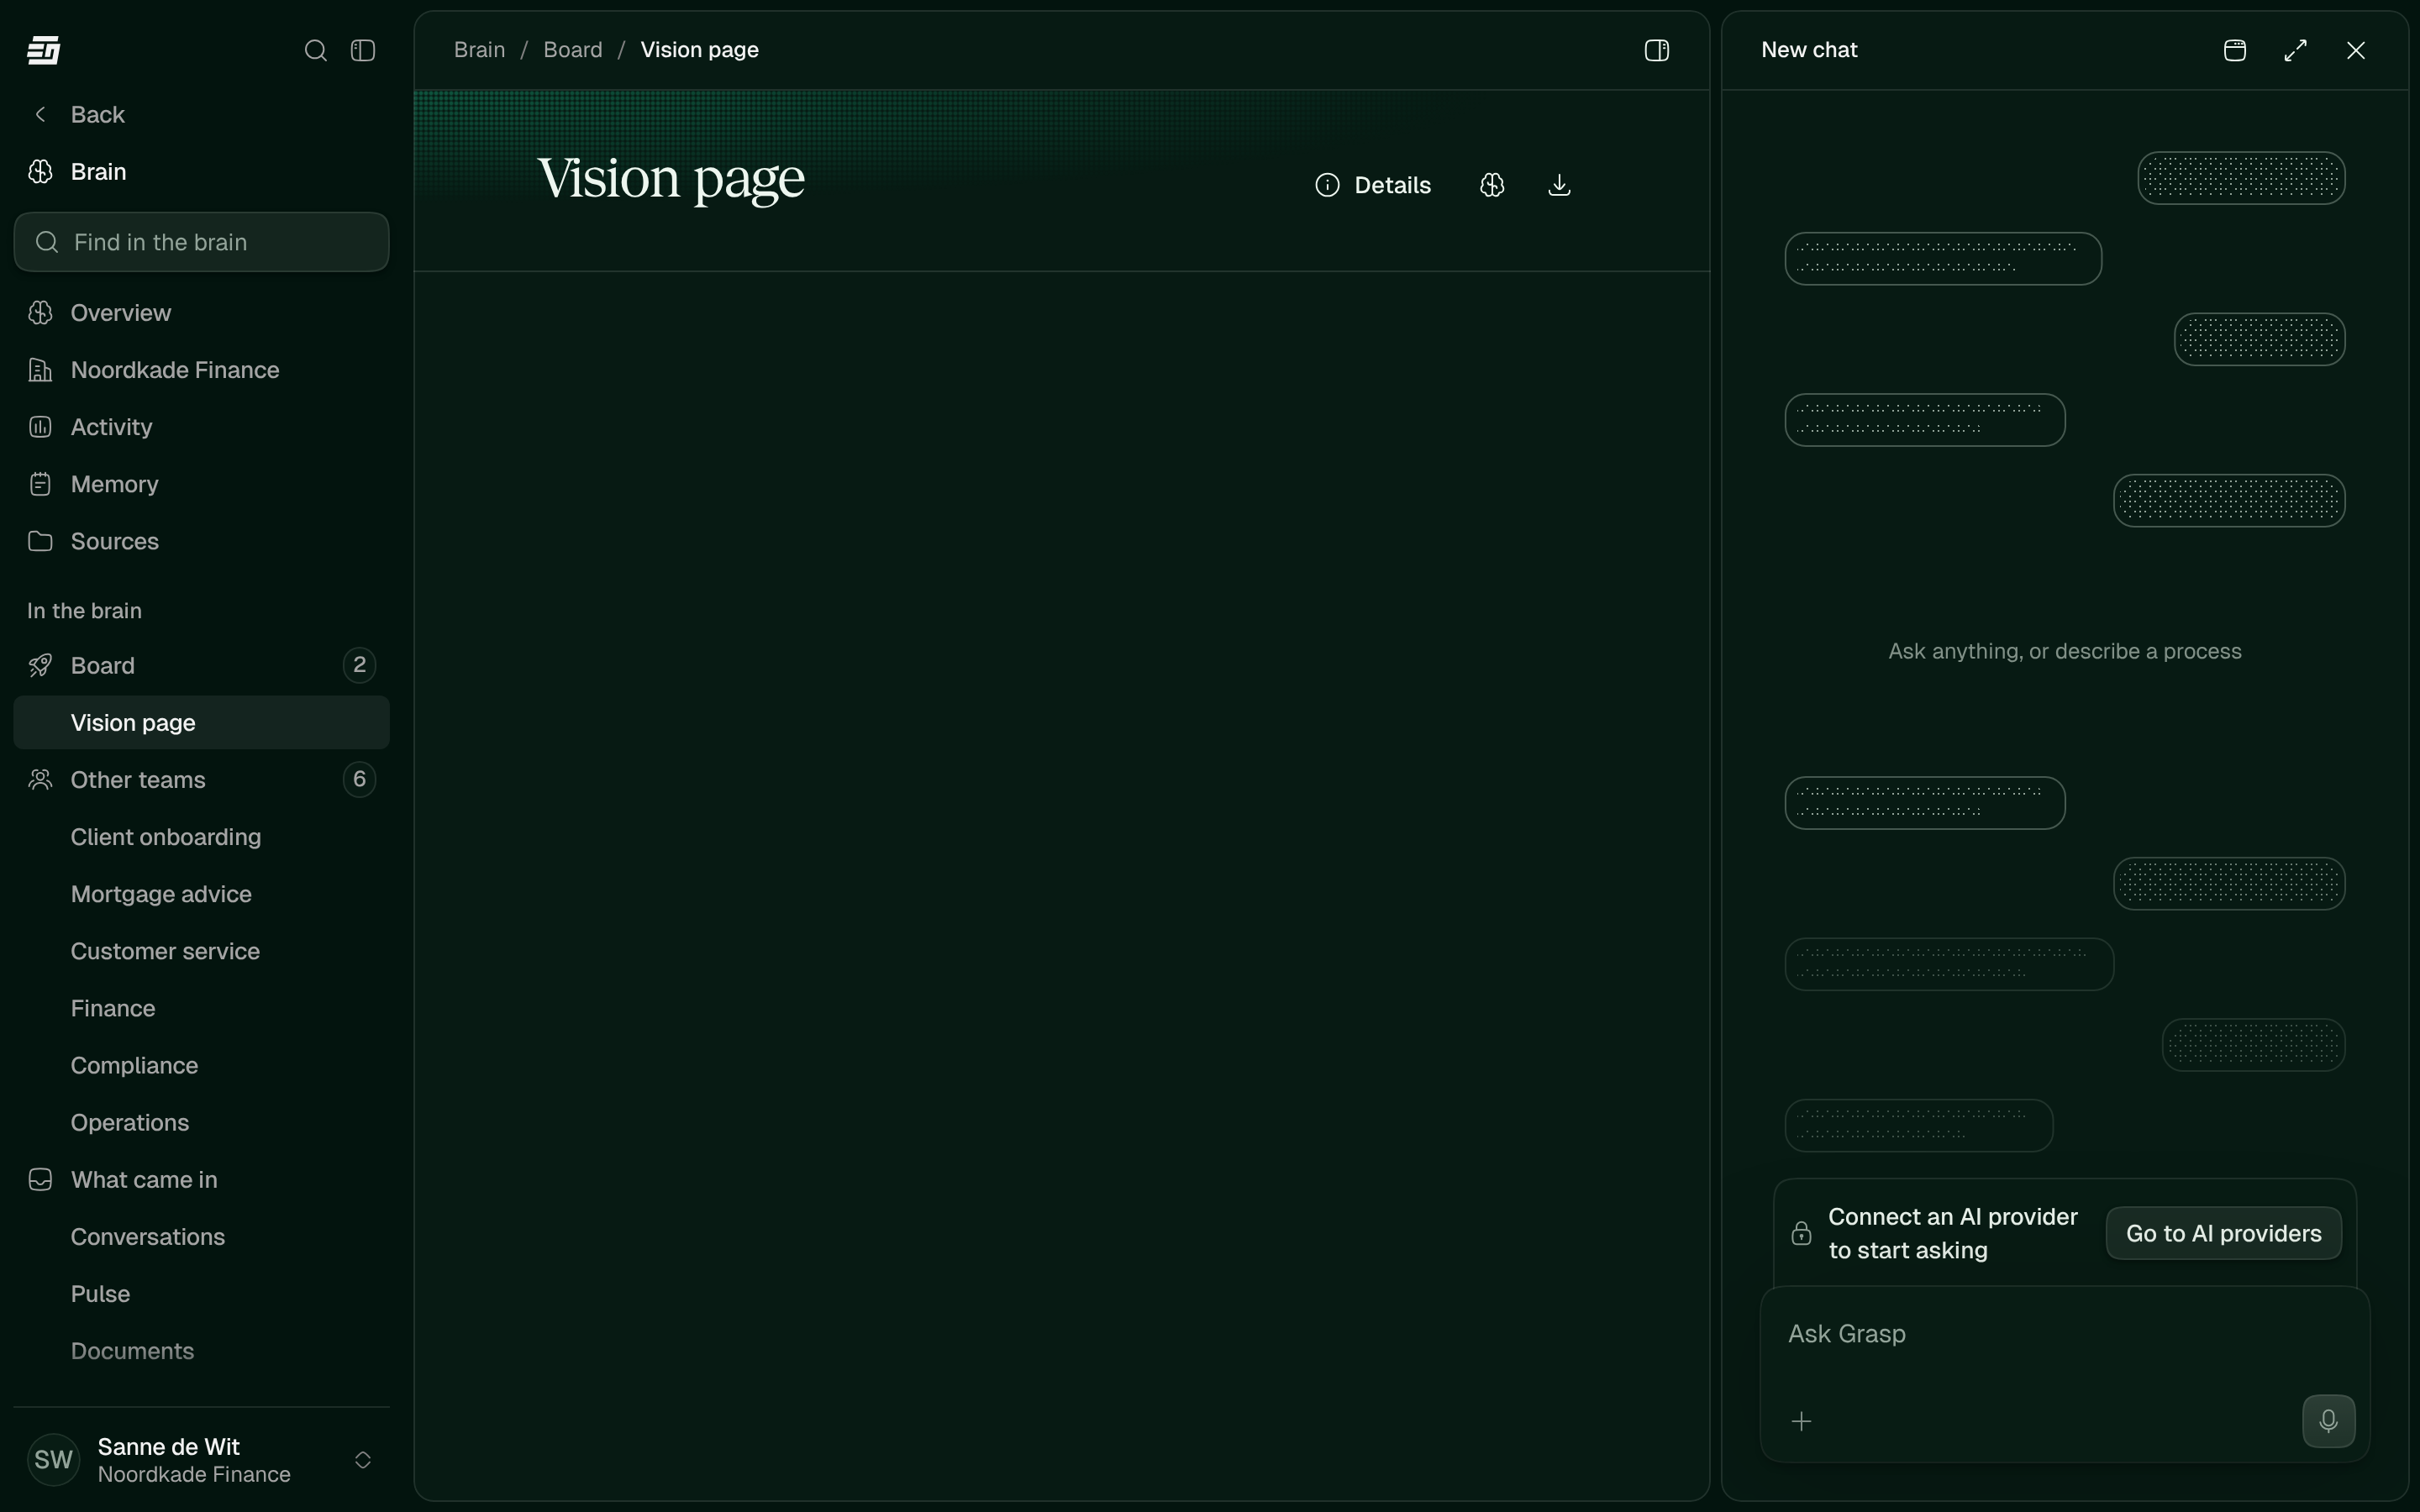 Back
Brain
Find in the brain
Overview
Noordkade Finance
Activity
Memory
Sources
In the brain
Board 2
Vision page
Other teams 6
Client onboarding
Mortgage advice
Customer service
Finance
Compliance
Operations
What came in
Conversations
Pulse
Documents
SW
Sanne de Wit
Noordkade Finance
Brain / Board / Vision page
Vision page
Details
New chat
Ask anything, or describe a process
Connect an AI provider
to start asking
Go to AI providers
Ask Grasp